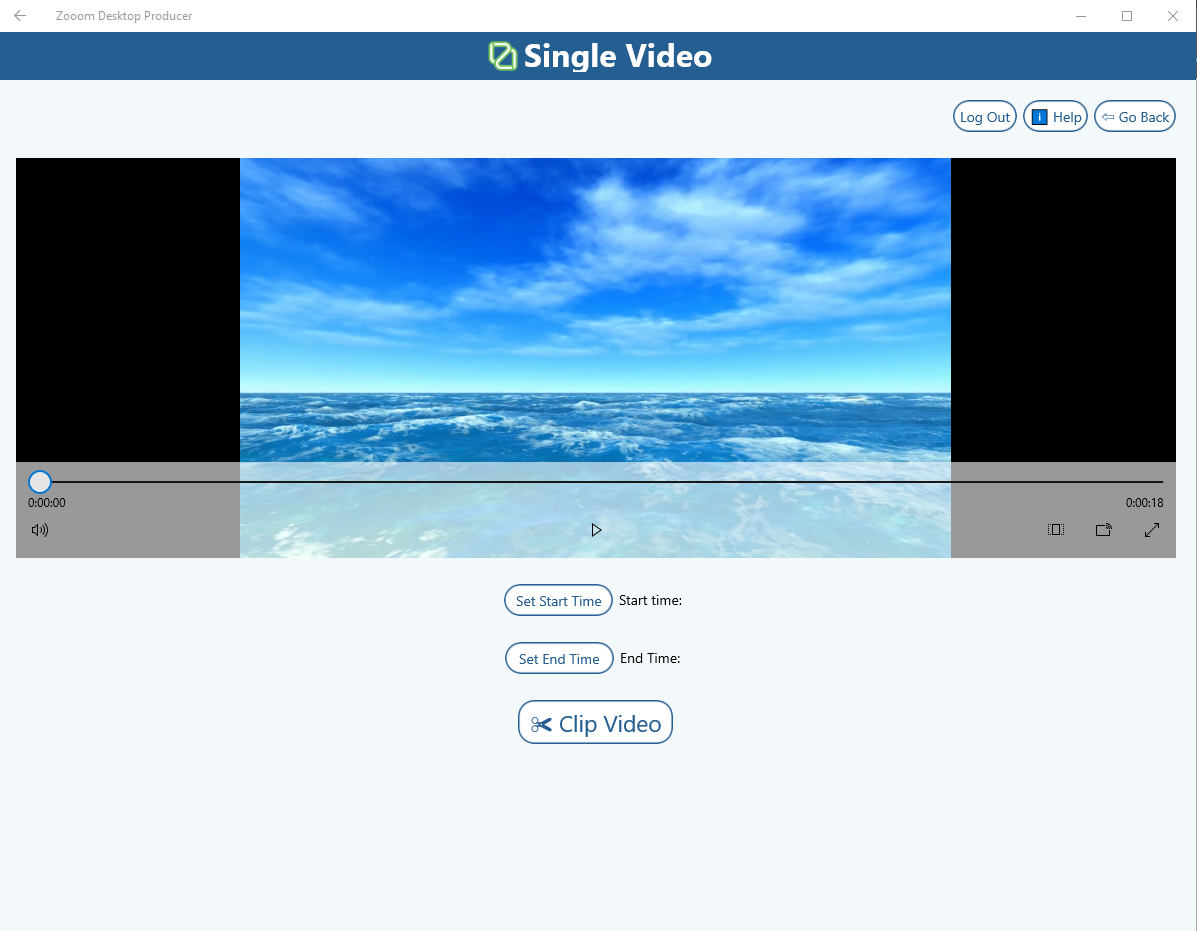 Zooom Desktop Producer
Single Video
Log Out
i Help
⇦ Go Back
0:00:00
0:00:18
Set Start Time Start time:
Set End Time End Time:
✂ Clip Video